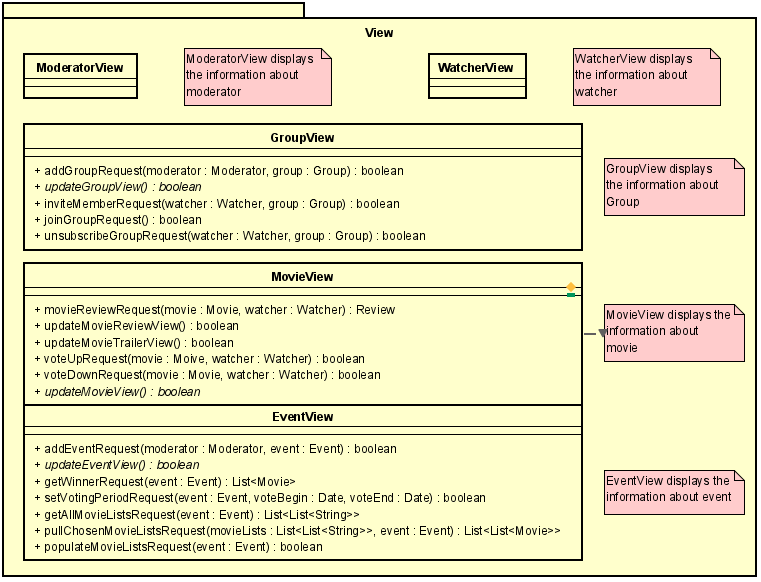 View
ModeratorView
ModeratorView displays
the information about
moderator
WatcherView
WatcherView displays
the information about
watcher
GroupView
+ addGroupRequest(moderator : Moderator, group : Group) : boolean
+ updateGroupView() : boolean
+ inviteMemberRequest(watcher : Watcher, group : Group) : boolean
+ joinGroupRequest() : boolean
+ unsubscribeGroupRequest(watcher : Watcher, group : Group) : boolean
GroupView displays
the information about
Group
MovieView
+ movieReviewRequest(movie : Movie, watcher : Watcher) : Review
+ updateMovieReviewView() : boolean
+ updateMovieTrailerView() : boolean
+ voteUpRequest(movie : Moive, watcher : Watcher) : boolean
+ voteDownRequest(movie : Movie, watcher : Watcher) : boolean
+ updateMovieView() : boolean
MovieView displays the
information about
movie
EventView
+ addEventRequest(moderator : Moderator, event : Event) : boolean
+ updateEventView() : boolean
+ getWinnerRequest(event : Event) : List<Movie>
+ setVotingPeriodRequest(event : Event, voteBegin : Date, voteEnd : Date) : boolean
+ getAllMovieListsRequest(event : Event) : List<List<String>>
+ pullChosenMovieListsRequest(movieLists : List<List<String>>, event : Event) : List<List<Movie>>
+ populateMovieListsRequest(event : Event) : boolean
EventView displays the
information about event